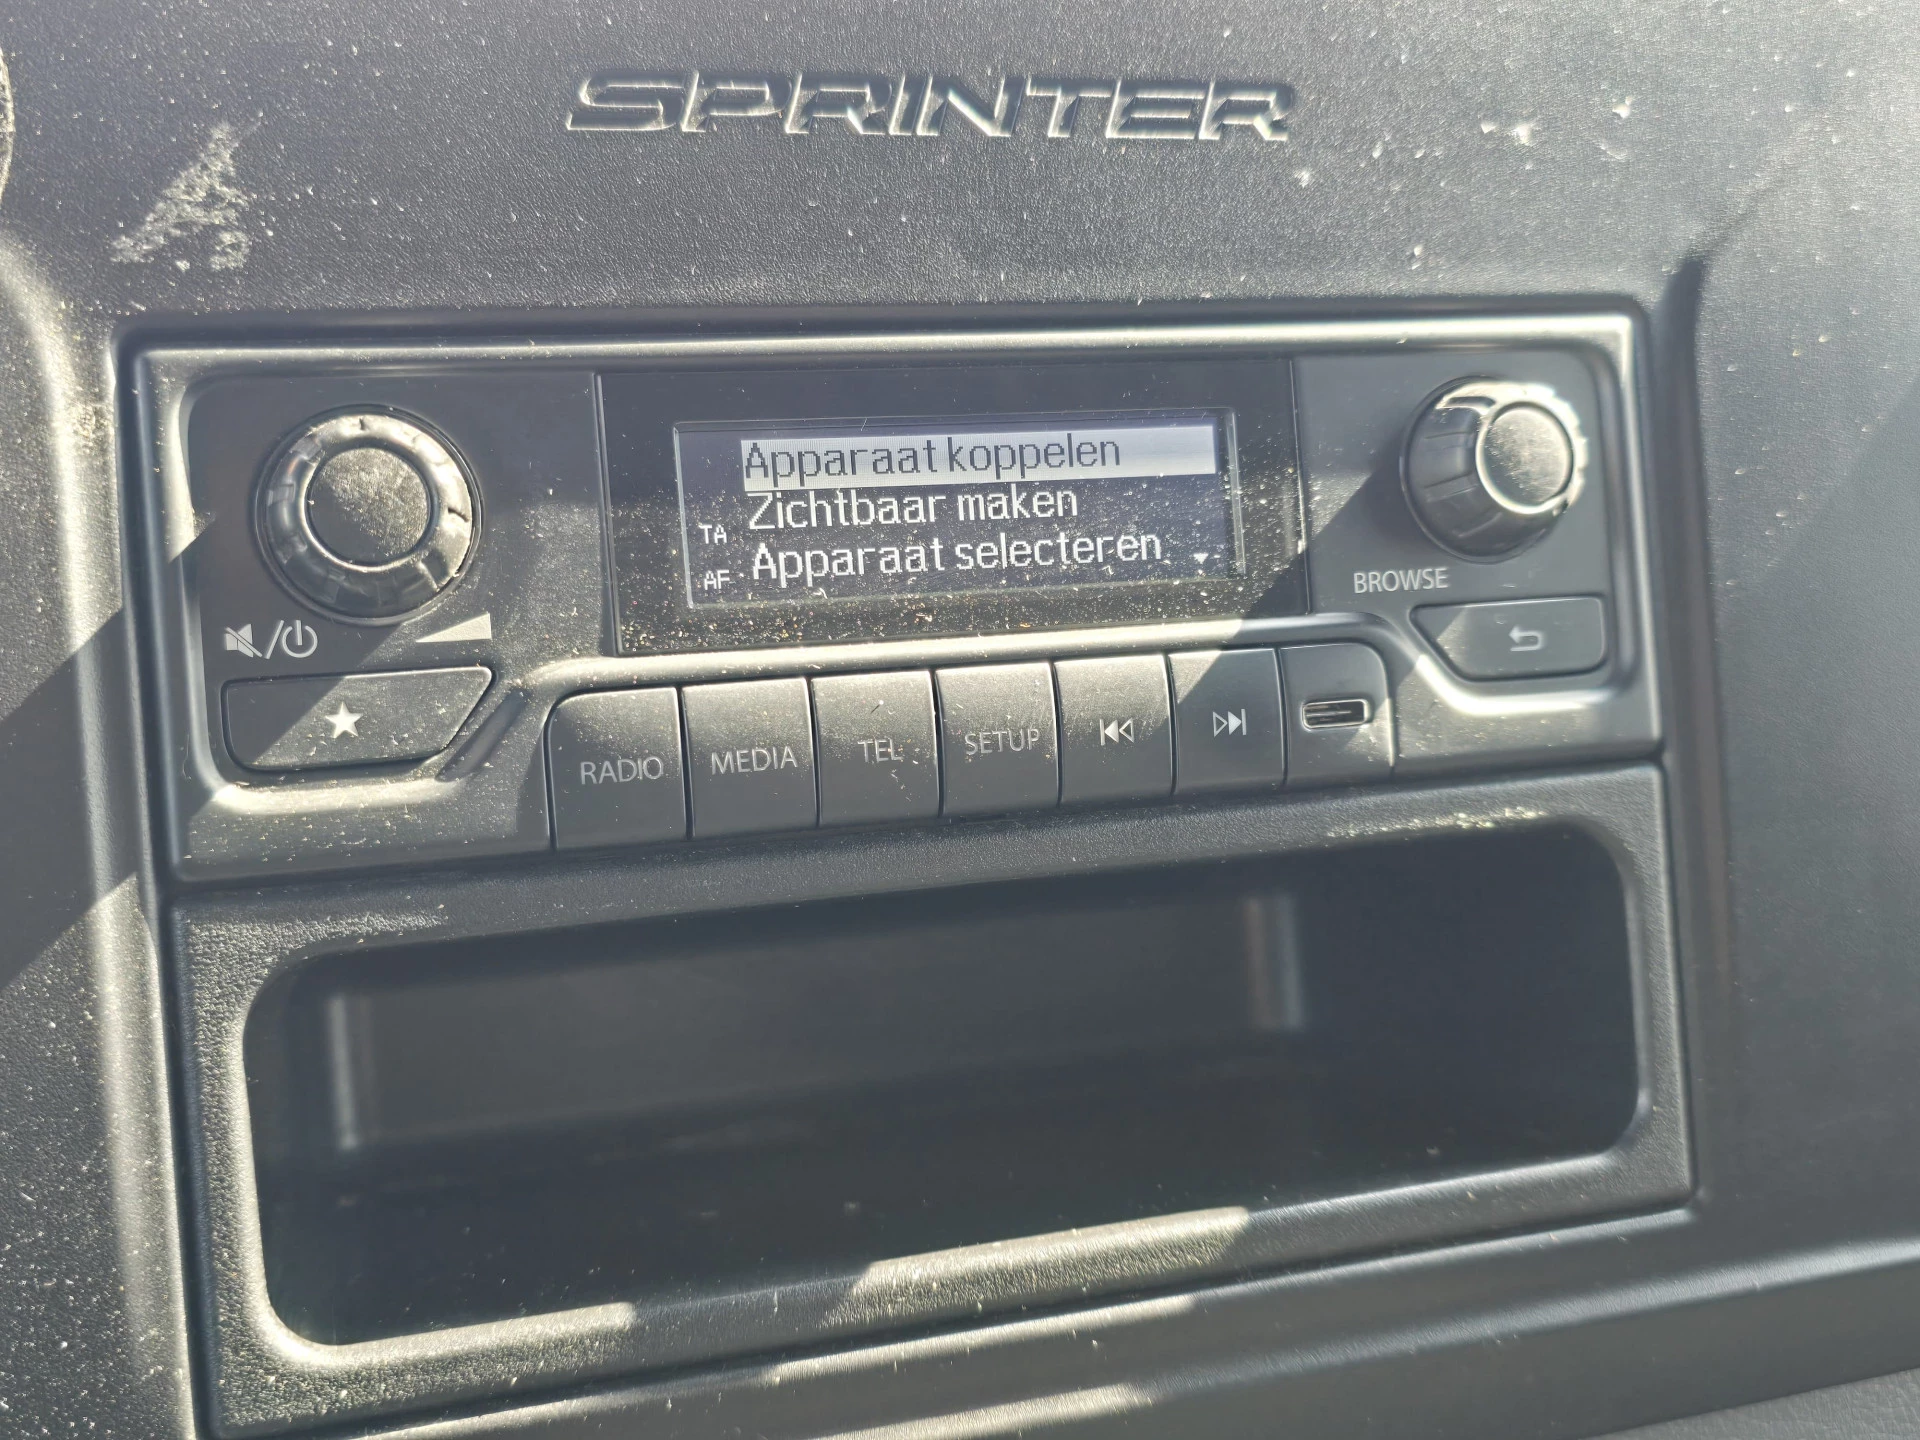 SPRINTER
Apparaat koppelen
Zichtbaar maken
TA
Apparaat selecteren
AF
BROWSE
RADIO
MEDIA
TEL
SETUP